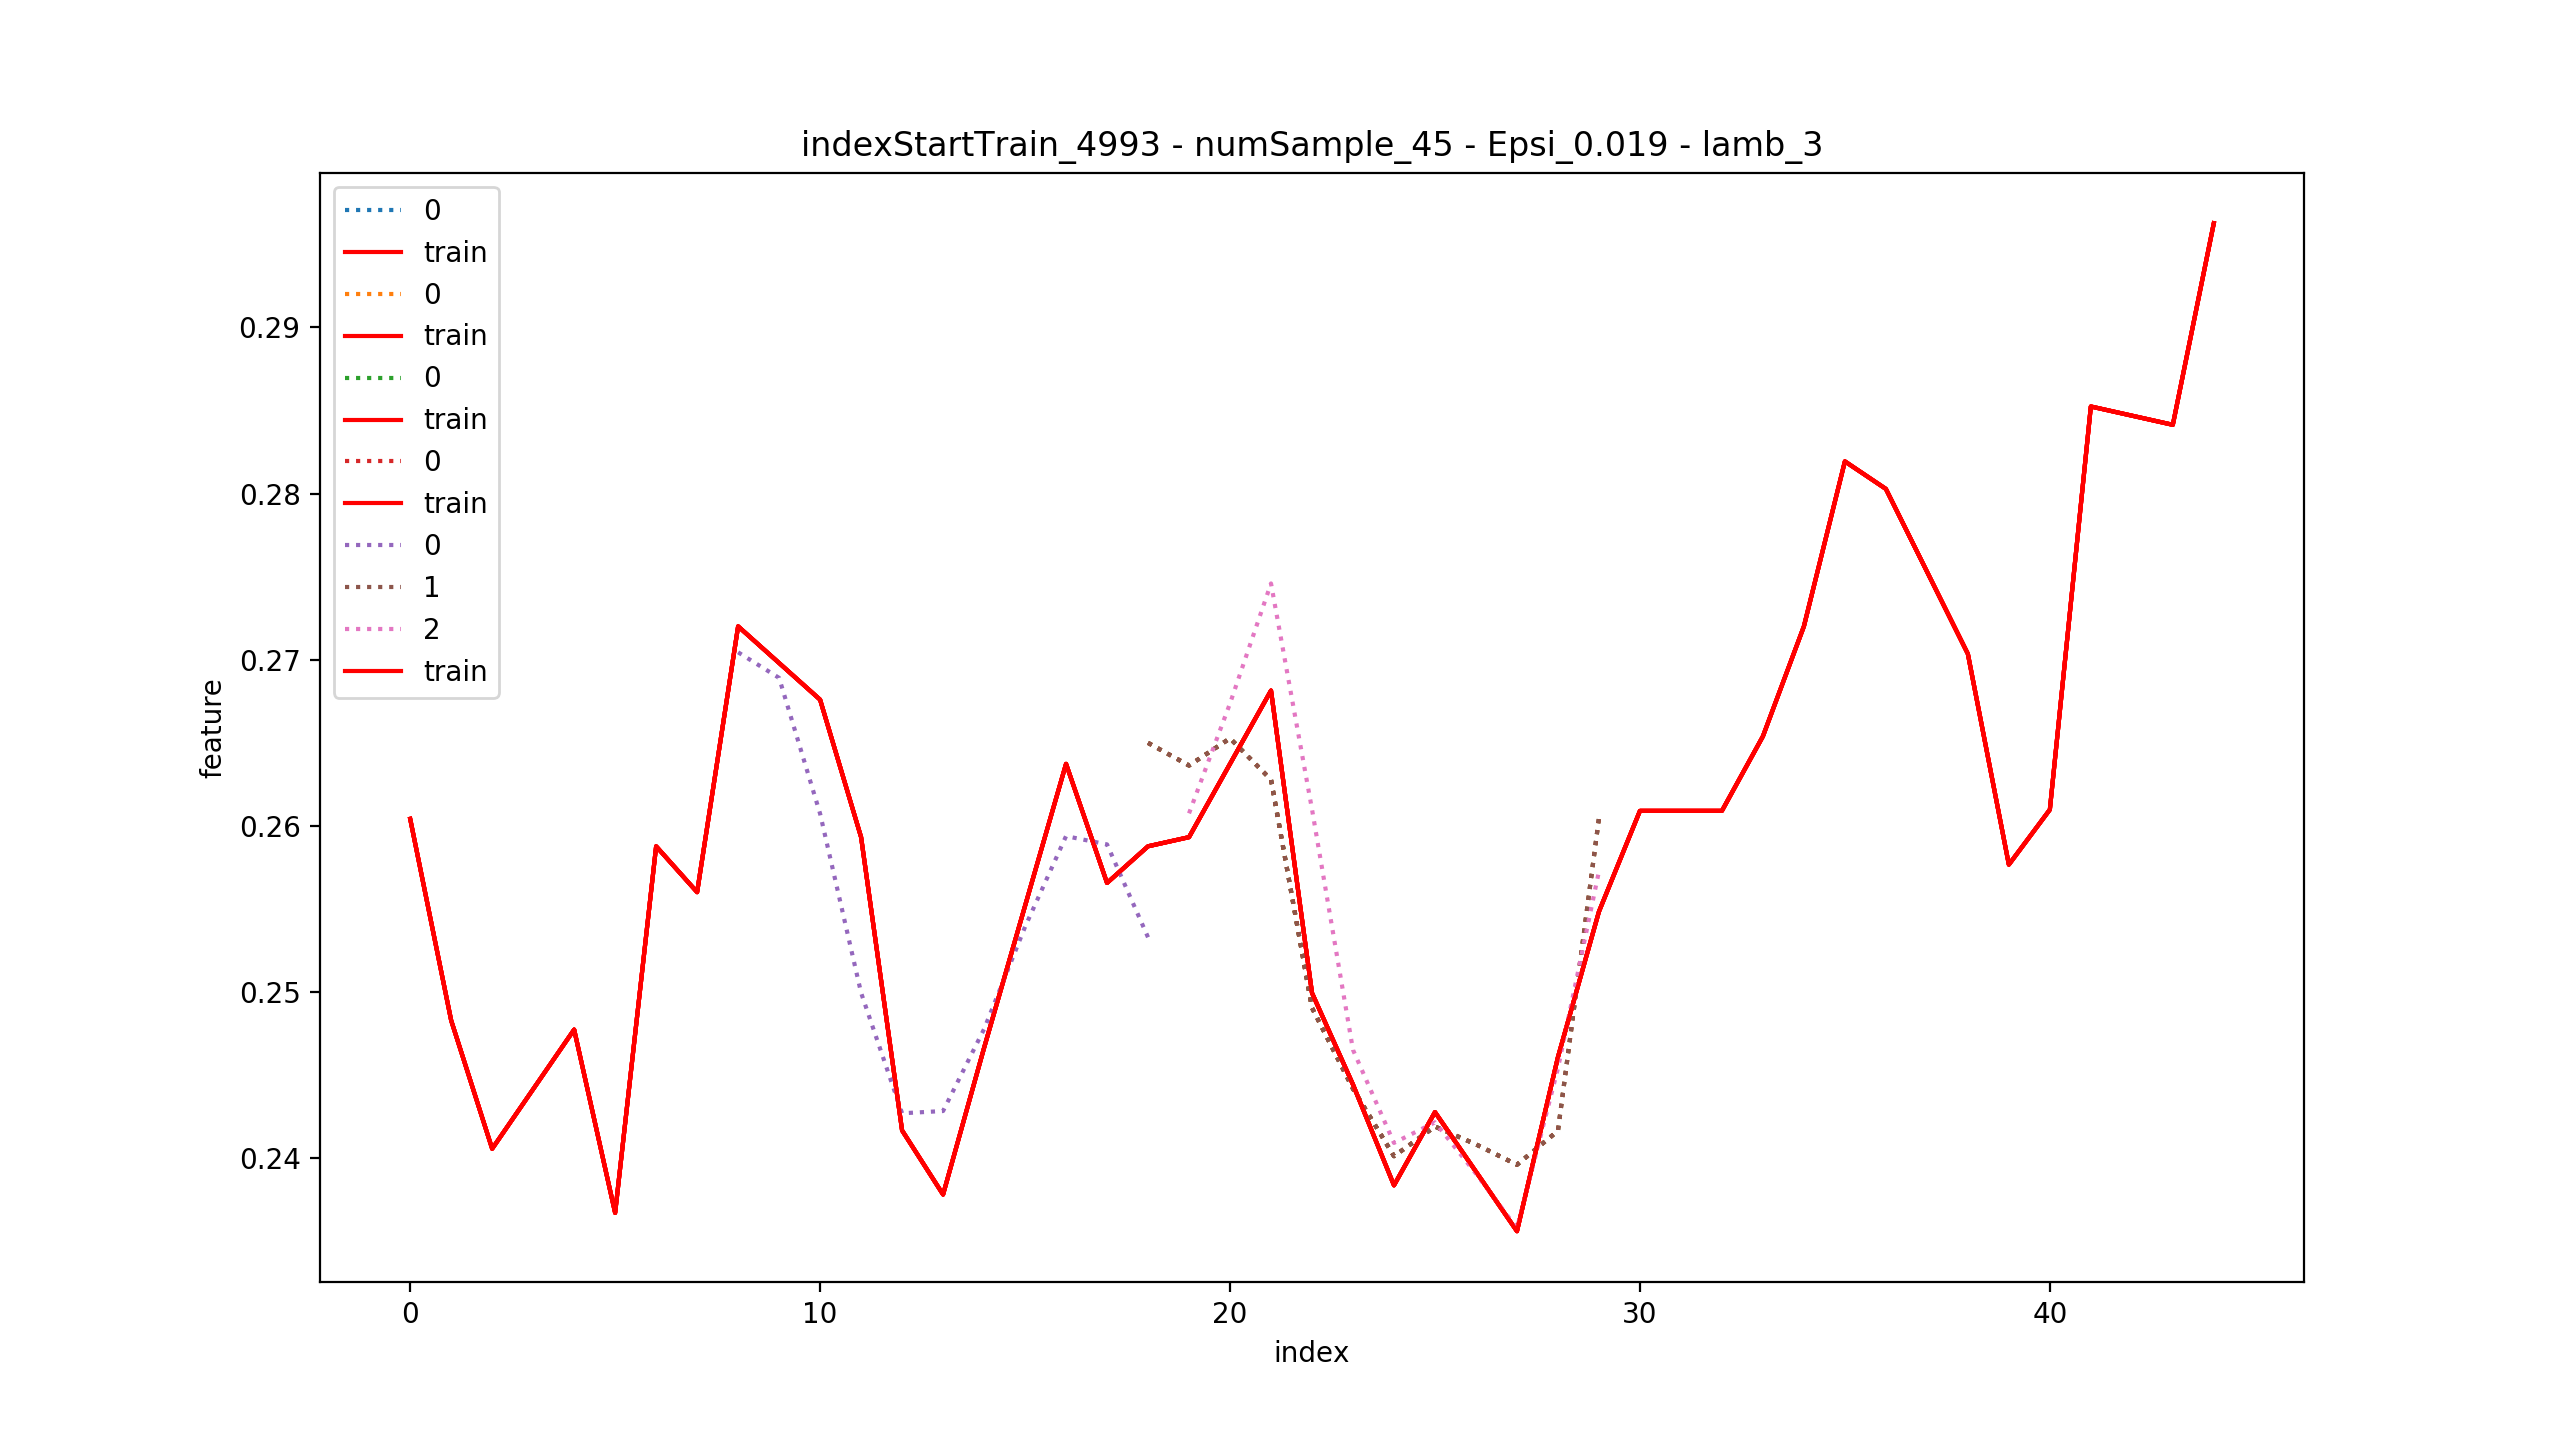 indexStartTrain_4993 - numSample_45 - Epsi_0.019 - lamb_3
0
train
0
train
0
train
0
train
0
1
2
train
0.29
0.28
0.27
0.26
0.25
0.24
feature
0 10 20 30 40
index